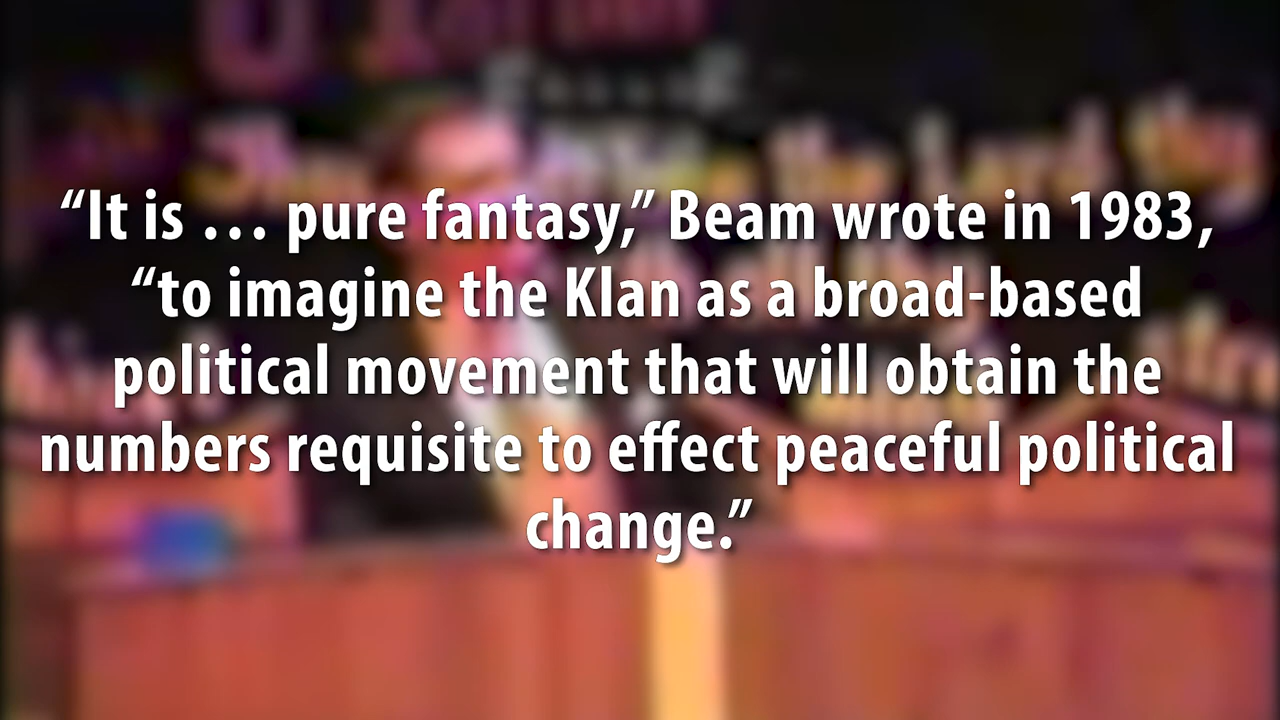 “It is … pure fantasy,” Beam wrote in 1983,
“to imagine the Klan as a broad-based
political movement that will obtain the
numbers requisite to effect peaceful political
change.”